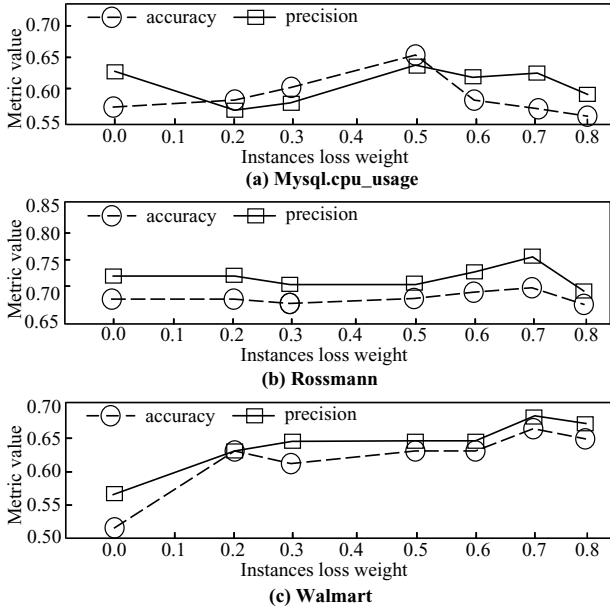 accuracy precision
Metric value
0.70
0.65
0.60
0.55
0.0 0.1 0.2 0.3 0.4 0.5 0.6 0.7 0.8
Instances loss weight
(a) Mysql.cpu_usage
accuracy precision
Metric value
0.85
0.80
0.75
0.70
0.65
0.0 0.1 0.2 0.3 0.4 0.5 0.6 0.7 0.8
Instances loss weight
(b) Rossmann
accuracy precision
Metric value
0.70
0.65
0.60
0.55
0.50
0.0 0.1 0.2 0.3 0.4 0.5 0.6 0.7 0.8
Instances loss weight
(c) Walmart